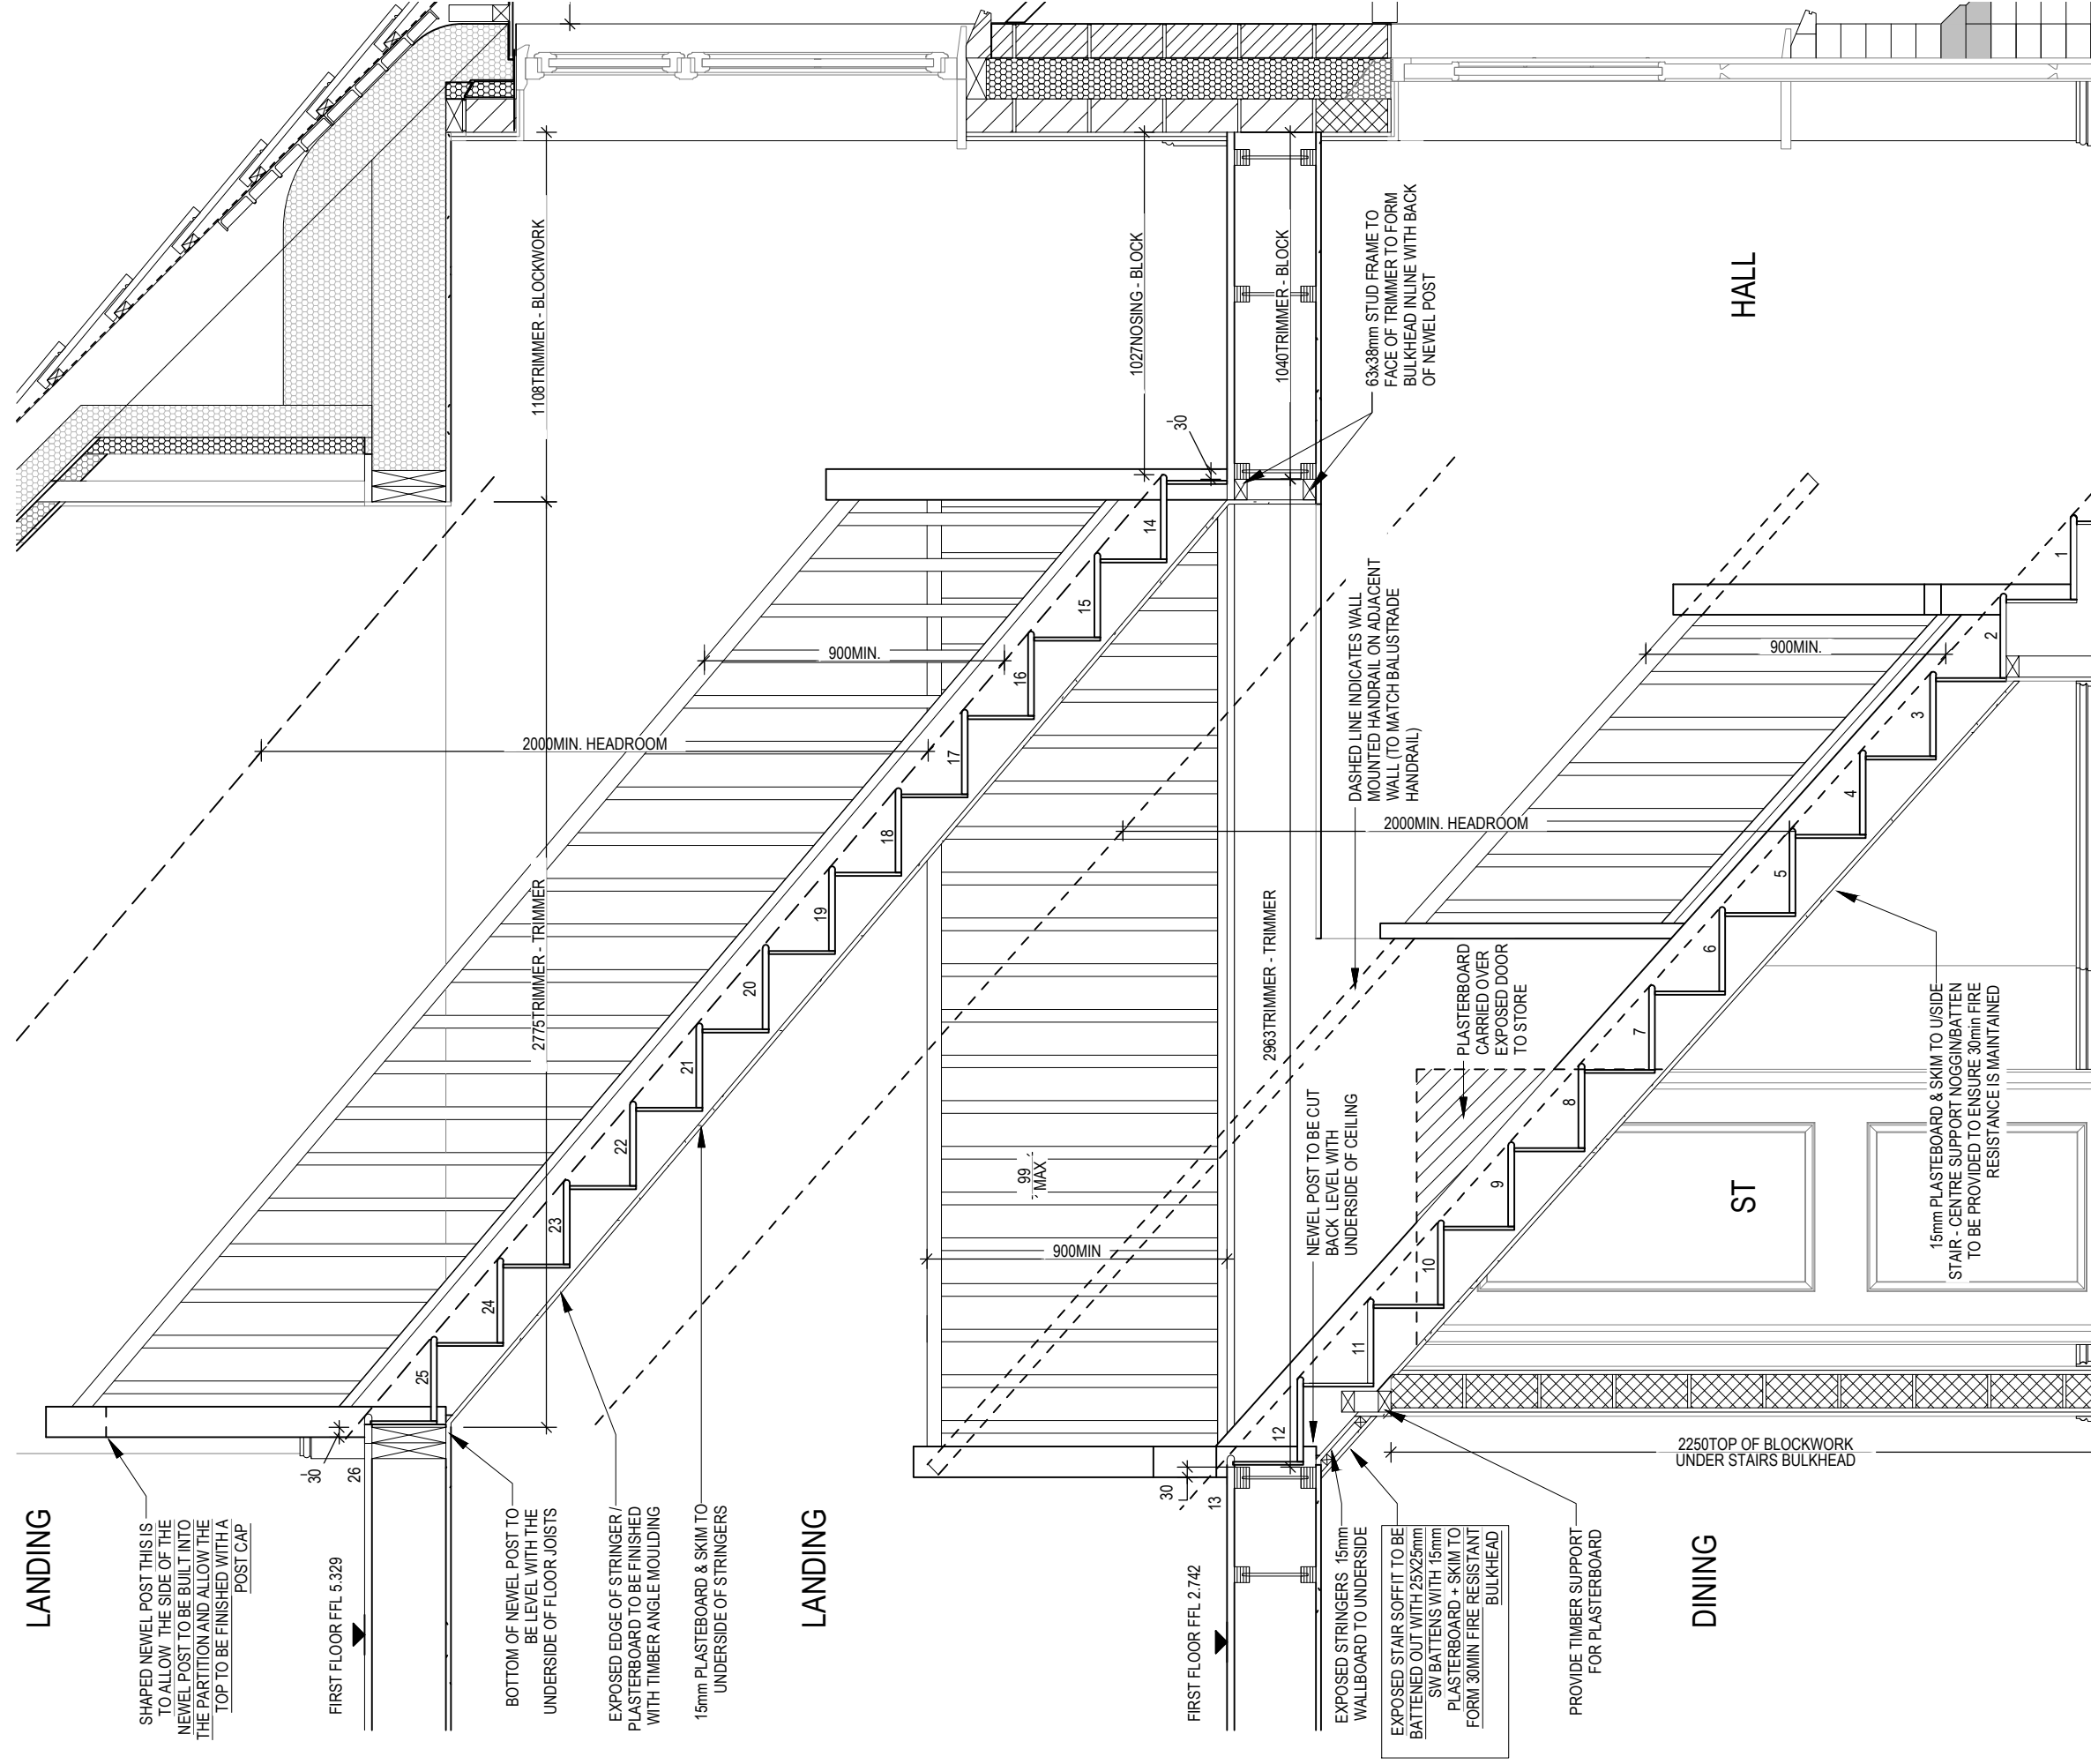 LANDING
SHAPED NEWEL POST THIS IS
TO ALLOW THE SIDE OF THE
NEWEL POST TO BE BUILT INTO
THE PARTITION AND ALLOW THE
TOP TO BE FINISHED WITH A
POST CAP
FIRST FLOOR FFL 5.329
BOTTOM OF NEWEL POST TO
BE LEVEL WITH THE
UNDERSIDE OF FLOOR JOISTS
EXPOSED EDGE OF STRINGER /
PLASTERBOARD TO BE FINISHED
WITH TIMBER ANGLE MOULDING
15mm PLASTEBOARD & SKIM TO
UNDERSIDE OF STRINGERS
LANDING
FIRST FLOOR FFL 2.742
EXPOSED STRINGERS 15mm
WALLBOARD TO UNDERSIDE
EXPOSED STAIR SOFFIT TO BE
BATTENED OUT WITH 25X25mm
SW BATTENS WITH 15mm
PLASTERBOARD + SKIM TO
FORM 30MIN FIRE RESISTANT
BULKHEAD
PROVIDE TIMBER SUPPORT
FOR PLASTERBOARD
DINING
2250TOP OF BLOCKWORK
UNDER STAIRS BULKHEAD
30
26
25
24
23
22
21
20
19
18
17
16
15
14
30
2775TRIMMER - TRIMMER
1108TRIMMER - BLOCKWORK
2000MIN. HEADROOM
900MIN.
1027NOSING - BLOCK
1040TRIMMER - BLOCK
63x38mm STUD FRAME TO
FACE OF TRIMMER TO FORM
BULKHEAD INLINE WITH BACK
OF NEWEL POST
HALL
99
MAX
900MIN
2963TRIMMER - TRIMMER
DASHED LINE INDICATES WALL
MOUNTED HANDRAIL ON ADJACENT
WALL (TO MATCH BALUSTRADE
HANDRAIL)
2000MIN. HEADROOM
900MIN.
NEWEL POST TO BE CUT
BACK LEVEL WITH
UNDERSIDE OF CEILING
PLASTERBOARD
CARRIED OVER
EXPOSED DOOR
TO STORE
30
13
12
11
10
9
8
7
6
5
4
3
2
1
ST
15mm PLASTEBOARD & SKIM TO U/SIDE
STAIR - CENTRE SUPPORT NOGGIN/BATTEN
TO BE PROVIDED TO ENSURE 30min FIRE
RESISTANCE IS MAINTAINED